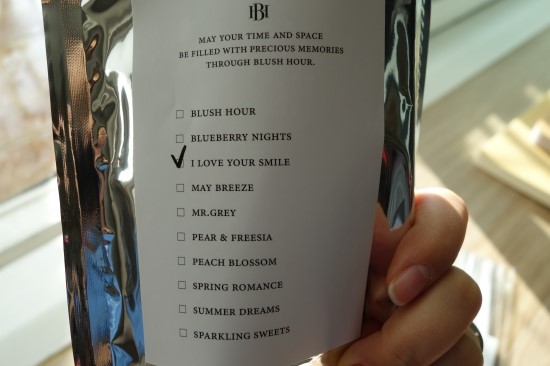 MAY YOUR TIME AND SPACE
BE FILLED WITH PRECIOUS MEMORIES
THROUGH BLUSH HOUR.
BLUSH HOUR
BLUEBERRY NIGHTS
I LOVE YOUR SMILE
MAY BREEZE
MR.GREY
PEAR & FREESIA
PEACH BLOSSOM
SPRING ROMANCE
SUMMER DREAMS
SPARKLING SWEETS